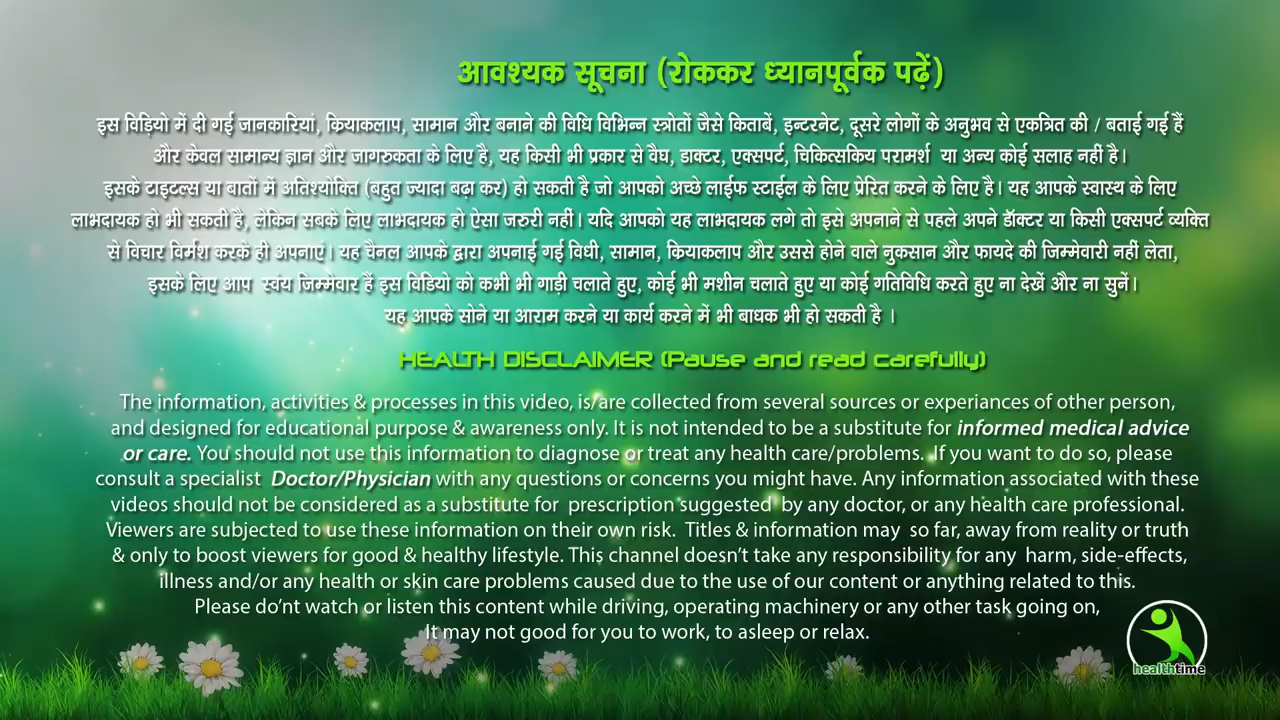 आवश्यक सूचना (रोककर ध्यानपूर्वक पढ़ें)
इस विड़ियो में दी गई जानकारियां, क्रियाकलाप, सामान और बनाने की विधि विभिन्न स्त्रोतों जैसे किताबें, इन्टरनेट, दूसरे लोगों के अनुभव से एकत्रित की / बताई गई हैं
और केवल सामान्य ज्ञान और जागरुकता के लिए है, यह किसी भी प्रकार से वैघ, डाक्टर, एक्सपर्ट, चिकित्सकिय परामर्श या अन्य कोई सलाह नहीं है।
इसके टाइटल्स या बातों में अतिश्योक्ति (बहुत ज्यादा बढ़ा कर) हो सकती है जो आपको अच्छे लाईफ स्टाईल के लिए प्रेरित करने के लिए है। यह आपके स्वास्थ के लिए
लाभदायक हो भी सकती है, लेकिन सबके लिए लाभदायक हो ऐसा जरुरी नहीं। यदि आपको यह लाभदायक लगे तो इसे अपनाने से पहले अपने डॅाक्टर या किसी एक्सपर्ट व्यक्ति
से विचार विर्मश करके ही अपनाएं। यह चैनल आपके द्वारा अपनाई गई विधी, सामान, क्रियाकलाप और उससे होने वाले नुकसान और फायदे की जिम्मेवारी नहीं लेता,
इसके लिए आप स्वंय जिम्मेवार हैं इस विडियो को कभी भी गाड़ी चलाते हुए, कोई भी मशीन चलाते हुए या कोई गतिविधि करते हुए ना देखें और ना सुनें।
यह आपके सोने या आराम करने या कार्य करने में भी बाधक भी हो सकती है ।
HEALTH DISCLAIMER (Pause and read carefully)
The information, activities & processes in this video, is/are collected from several sources or experiances of other person,
and designed for educational purpose & awareness only. It is not intended to be a substitute for informed medical advice
or care. You should not use this information to diagnose or treat any health care/problems. If you want to do so, please
consult a specialist Doctor/Physician with any questions or concerns you might have. Any information associated with these
videos should not be considered as a substitute for prescription suggested by any doctor, or any health care professional.
Viewers are subjected to use these information on their own risk. Titles & information may so far, away from reality or truth
& only to boost viewers for good & healthy lifestyle. This channel doesn't take any responsibility for any harm, side-effects,
illness and/or any health or skin care problems caused due to the use of our content or anything related to this.
Please do'nt watch or listen this content while driving, operating machinery or any other task going on,
It may not good for you to work, to asleep or relax.
healthtime